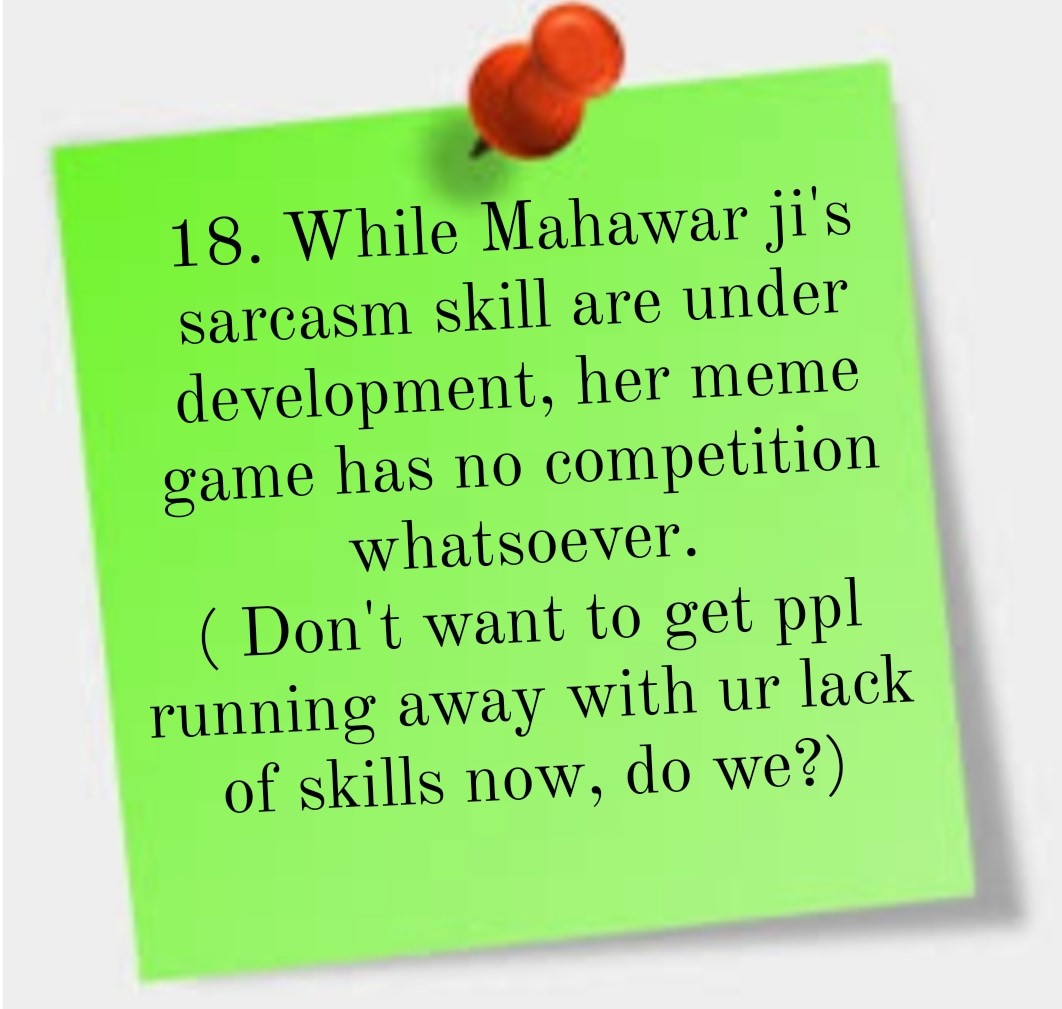 18. While Mahawar ji's
sarcasm skill are under
development, her meme
game has no competition
whatsoever.
( Don't want to get ppl
running away with ur lack
of skills now, do we?)